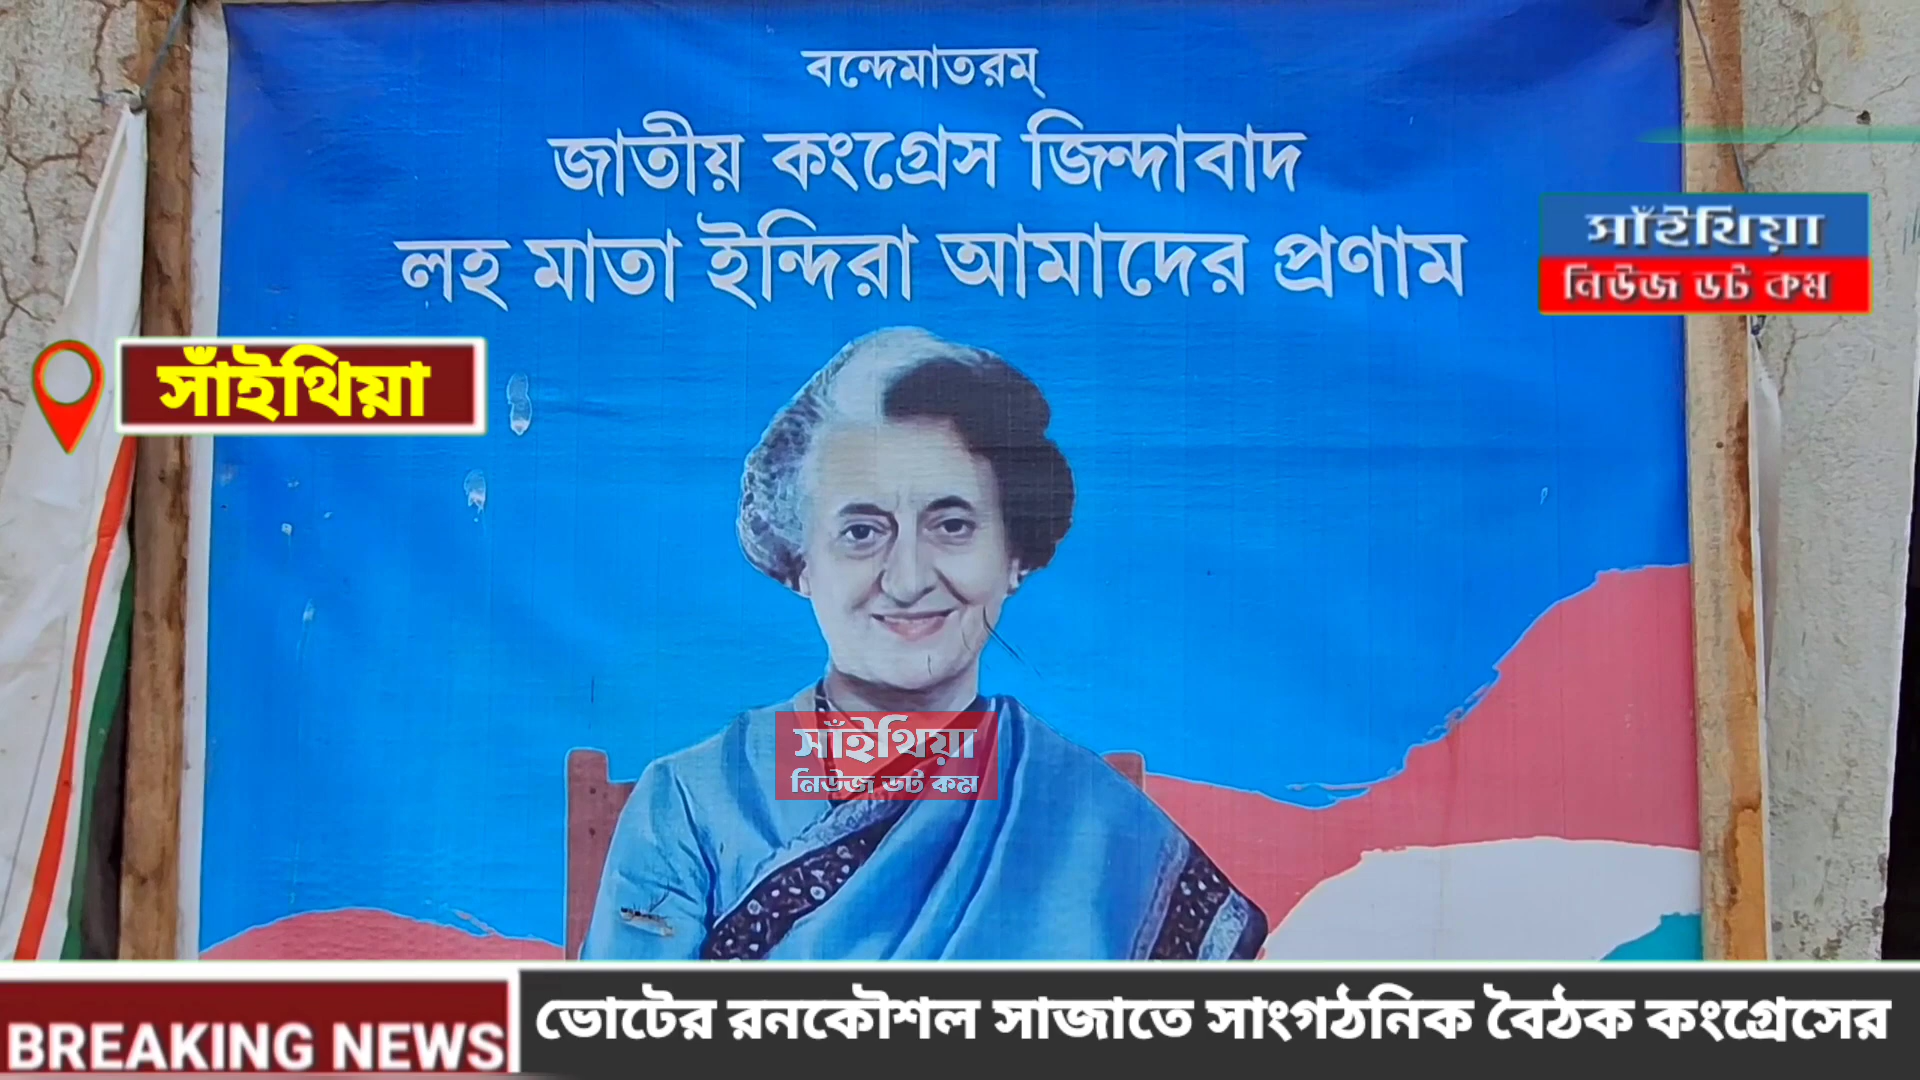 বন্দেমাতরম্
জাতীয় কংগ্রেস জিন্দাবাদ
লহ মাতা ইন্দিরা আমাদের প্রণাম
সাঁইথিয়া
নিউজ ডট কম
সাঁইথিয়া
সাঁইথিয়া
নিউজ ডট কম
BREAKING NEWS
ভোটের রনকৌশল সাজাতে সাংগঠনিক বৈঠক কংগ্রেসের